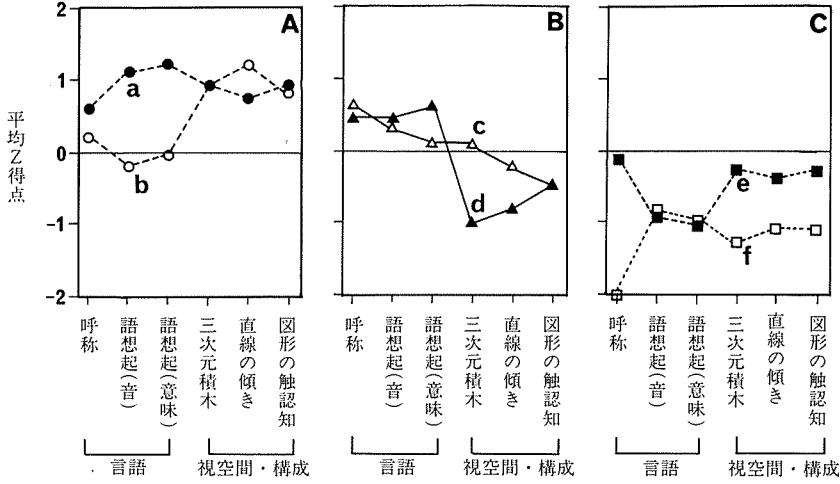 平均Z得点
2
1
0
-1
-2
A
a
b
呼称
語想起(音)
語想起(意味)
三次元積木
直線の傾き
図形の触認知
言語
視空間・構成
B
c
d
呼称
語想起(音)
語想起(意味)
三次元積木
直線の傾き
図形の触認知
言語
視空間・構成
C
e
f
呼称
語想起(音)
語想起(意味)
三次元積木
直線の傾き
図形の触認知
言語
視空間・構成